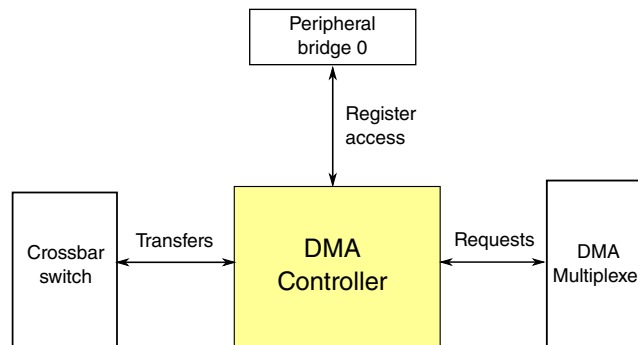 Peripheral
bridge 0
Register
access
Crossbar
switch
Transfers
DMA
Controller
Requests
DMA
Multiplexe